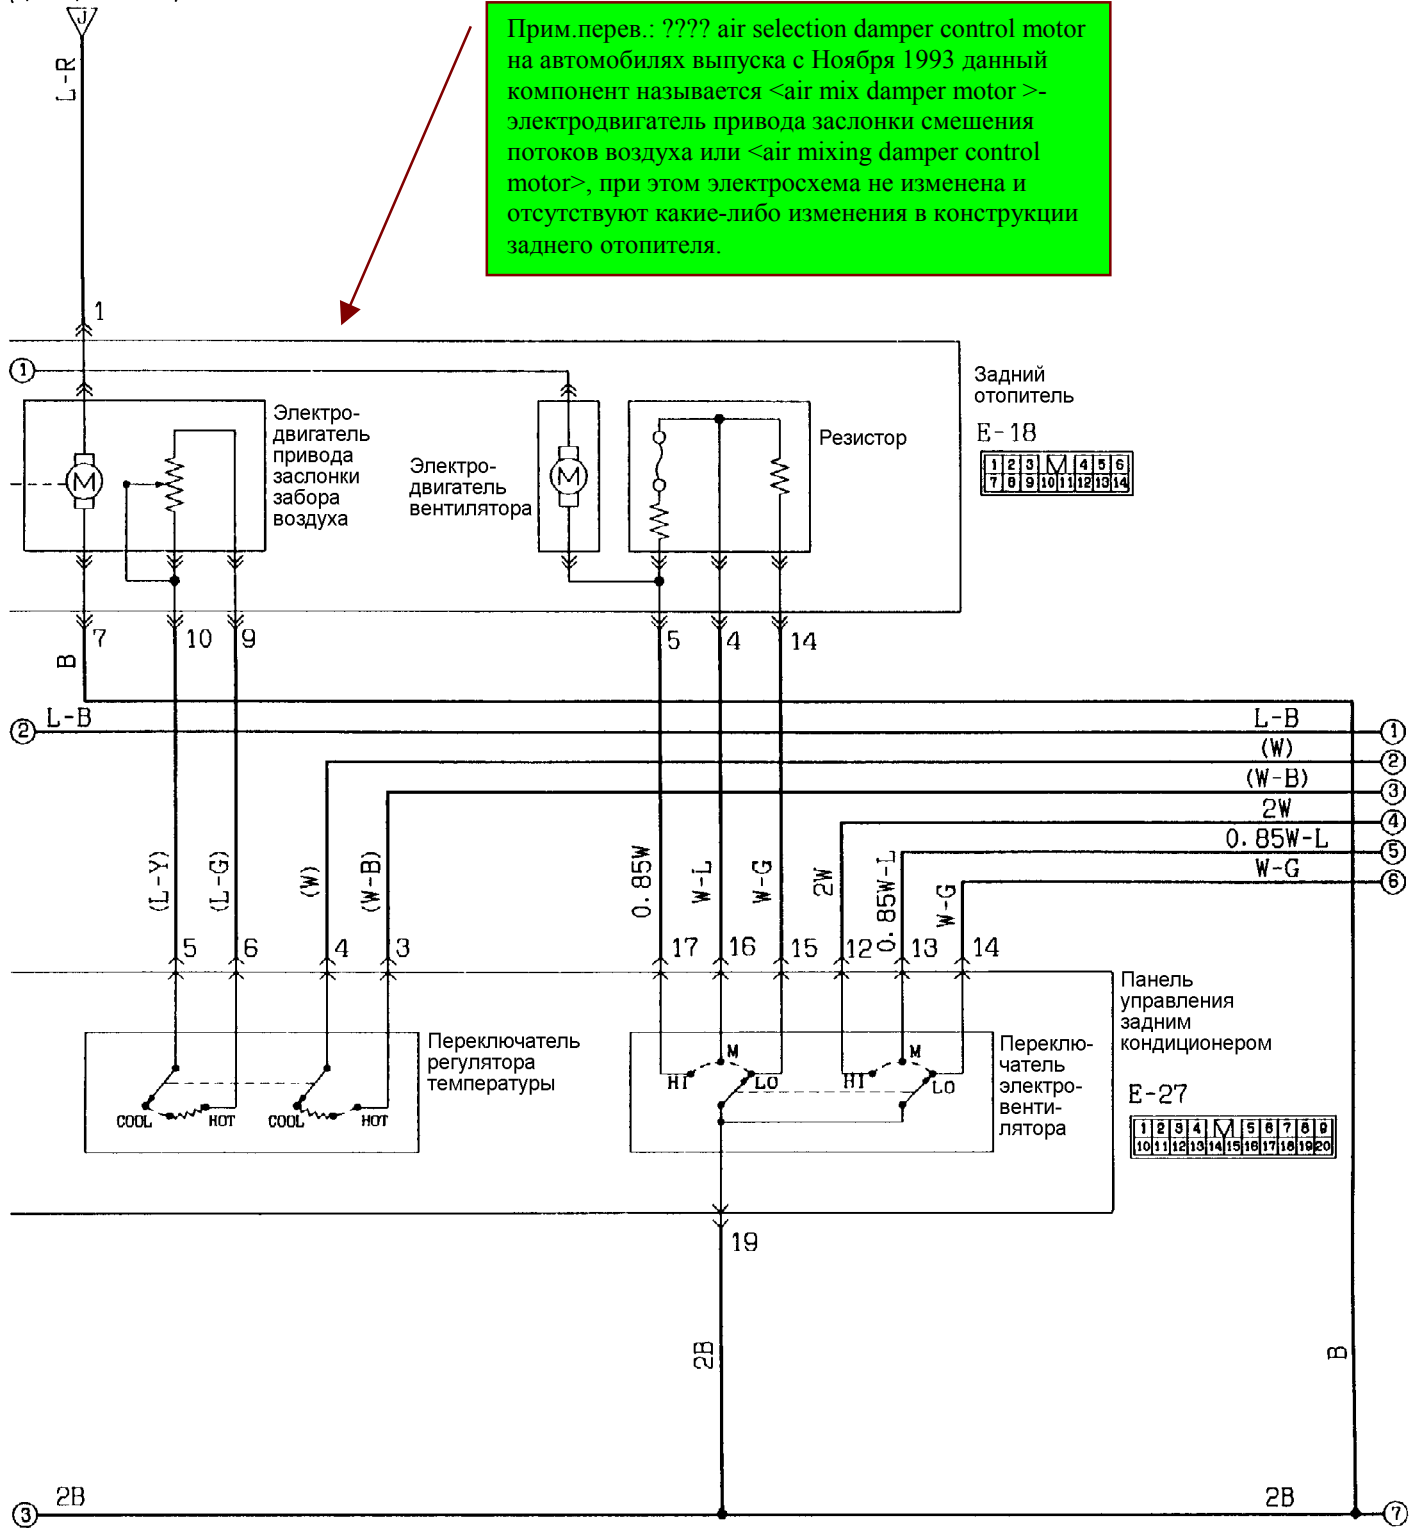 J
L-R
Прим.перев.: ???? air selection damper control motor
на автомобилях выпуска с Ноября 1993 данный
компонент называется <air mix damper motor >-
электродвигатель привода заслонки смешения
потоков воздуха или <air mixing damper control
motor>, при этом электросхема не изменена и
отсутствуют какие-либо изменения в конструкции
заднего отопителя.
1
1
Задний
отопитель
E-18
1 2 3 4 5 6
7 8 9 10 11 12 13 14
Электро-
двигатель
привода
заслонки
забора
воздуха
M
Электро-
двигатель
вентилятора
M
Резистор
7
10
9
5
4
14
B
2
L-B
L-B
1
(W)
2
(W-B)
3
2W
4
0.85W-L
5
W-G
6
(L-Y)
(L-G)
(W)
(W-B)
0.85W
W-L
W-G
2W
0.85W-L
W-G
5
6
4
3
17
16
15
12
13
14
Панель
управления
задним
кондиционером
E-27
1 2 3 4 5 6 7 8 9
10 11 12 13 14 15 16 17 18 19 20
Переключатель
регулятора
температуры
COOL
HOT
COOL
HOT
M
HI
LO
M
HI
LO
Переклю-
чатель
электро-
венти-
лятора
19
2B
B
3
2B
2B
7